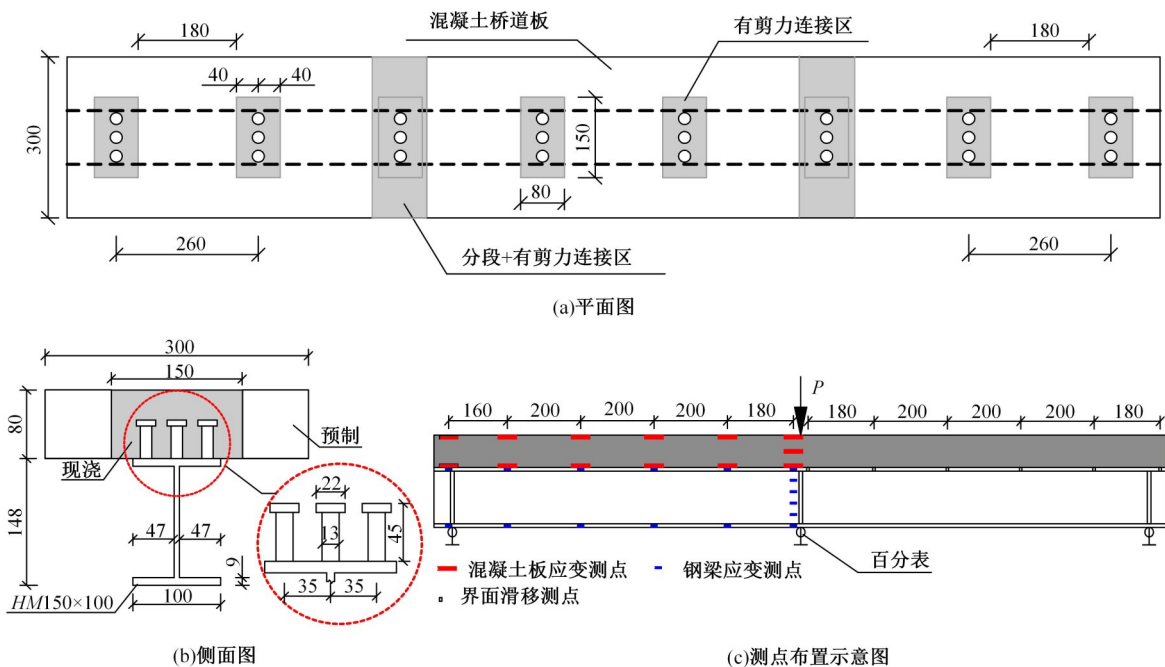 混凝土桥道板
有剪力连接区
180
180
40
40
300
150
80
260
260
分段+有剪力连接区
(a)平面图
300
150
80
预制
现浇
148
22
13
45
47
47
9
35
35
HM150×100
100
(b)侧面图
P
160
200
200
200
180
180
200
200
200
180
百分表
混凝土板应变测点
钢梁应变测点
界面滑移测点
(c)测点布置示意图